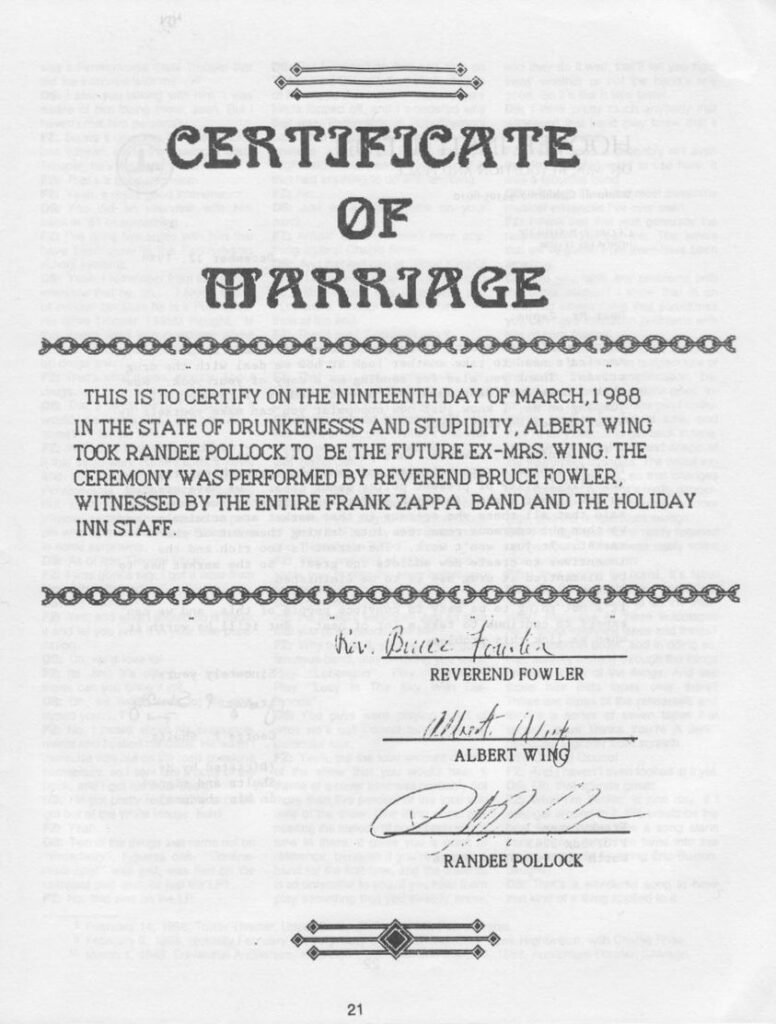 CERTIFICATE
OF
MARRIAGE
THIS IS TO CERTIFY ON THE NINTEENTH DAY OF MARCH, 1988
IN THE STATE OF DRUNKENESSS AND STUPIDITY, ALBERT WING
TOOK RANDEE POLLOCK TO BE THE FUTURE EX-MRS. WING. THE
CEREMONY WAS PERFORMED BY REVEREND BRUCE FOWLER,
WITNESSED BY THE ENTIRE FRANK ZAPPA BAND AND THE HOLIDAY
INN STAFF.
Rev. Bruce Fowler
REVEREND FOWLER
Albert Wing
ALBERT WING
RANDEE POLLOCK
21